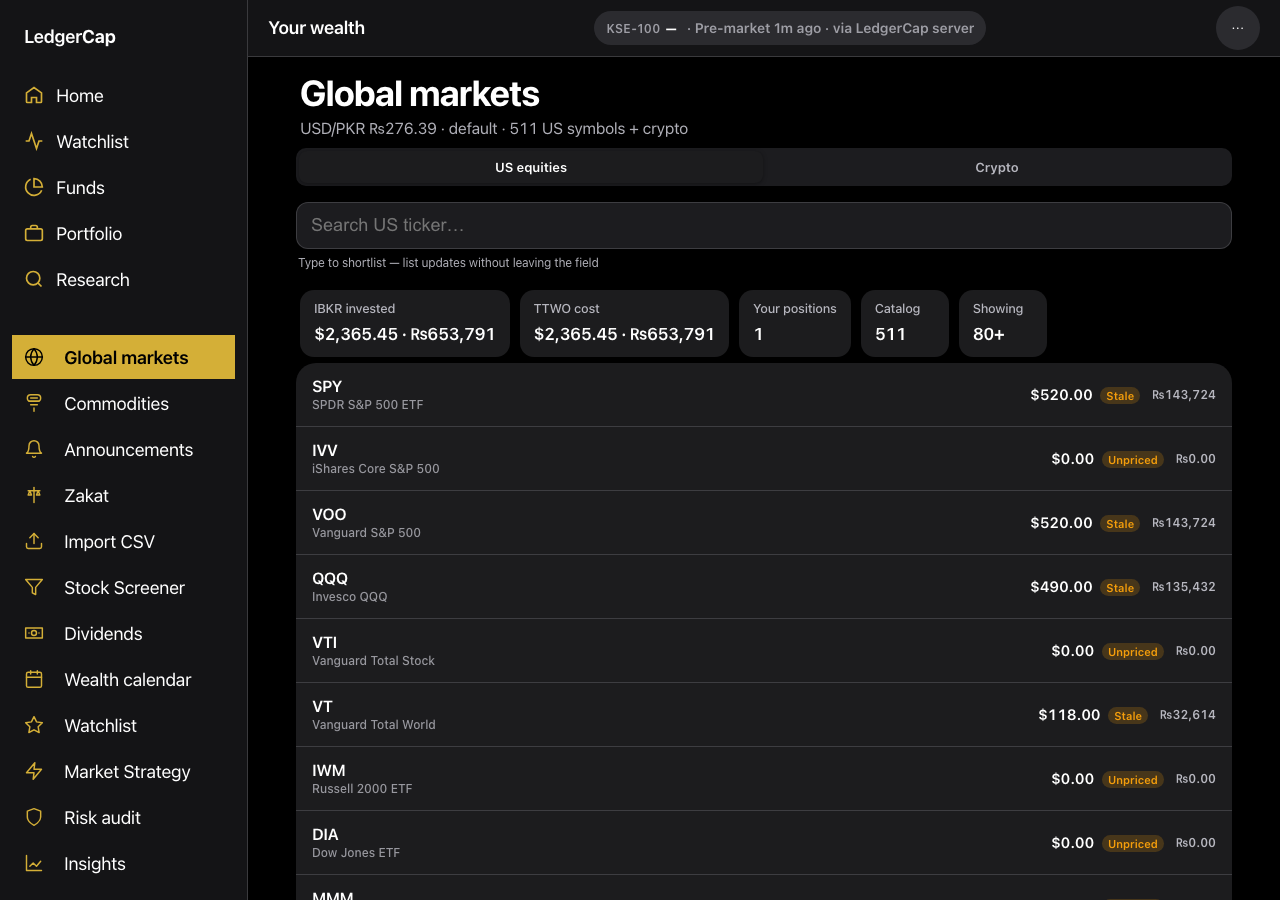 LedgerCap
Home
Watchlist
Funds
Portfolio
Research
Global markets
Commodities
Announcements
Zakat
Import CSV
Stock Screener
Dividends
Wealth calendar
Watchlist
Market Strategy
Risk audit
Insights
Your wealth
KSE-100 — · Pre-market 1m ago · via LedgerCap server
...
Global markets
USD/PKR ₨276.39 · default · 511 US symbols + crypto
US equities
Crypto
Search US ticker…
Type to shortlist — list updates without leaving the field
IBKR invested
$2,365.45 · ₨653,791
TTWO cost
$2,365.45 · ₨653,791
Your positions
1
Catalog
511
Showing
80+
SPY
SPDR S&P 500 ETF
$520.00 Stale ₨143,724
IVV
iShares Core S&P 500
$0.00 Unpriced ₨0.00
VOO
Vanguard S&P 500
$520.00 Stale ₨143,724
QQQ
Invesco QQQ
$490.00 Stale ₨135,432
VTI
Vanguard Total Stock
$0.00 Unpriced ₨0.00
VT
Vanguard Total World
$118.00 Stale ₨32,614
IWM
Russell 2000 ETF
$0.00 Unpriced ₨0.00
DIA
Dow Jones ETF
$0.00 Unpriced ₨0.00
MMM